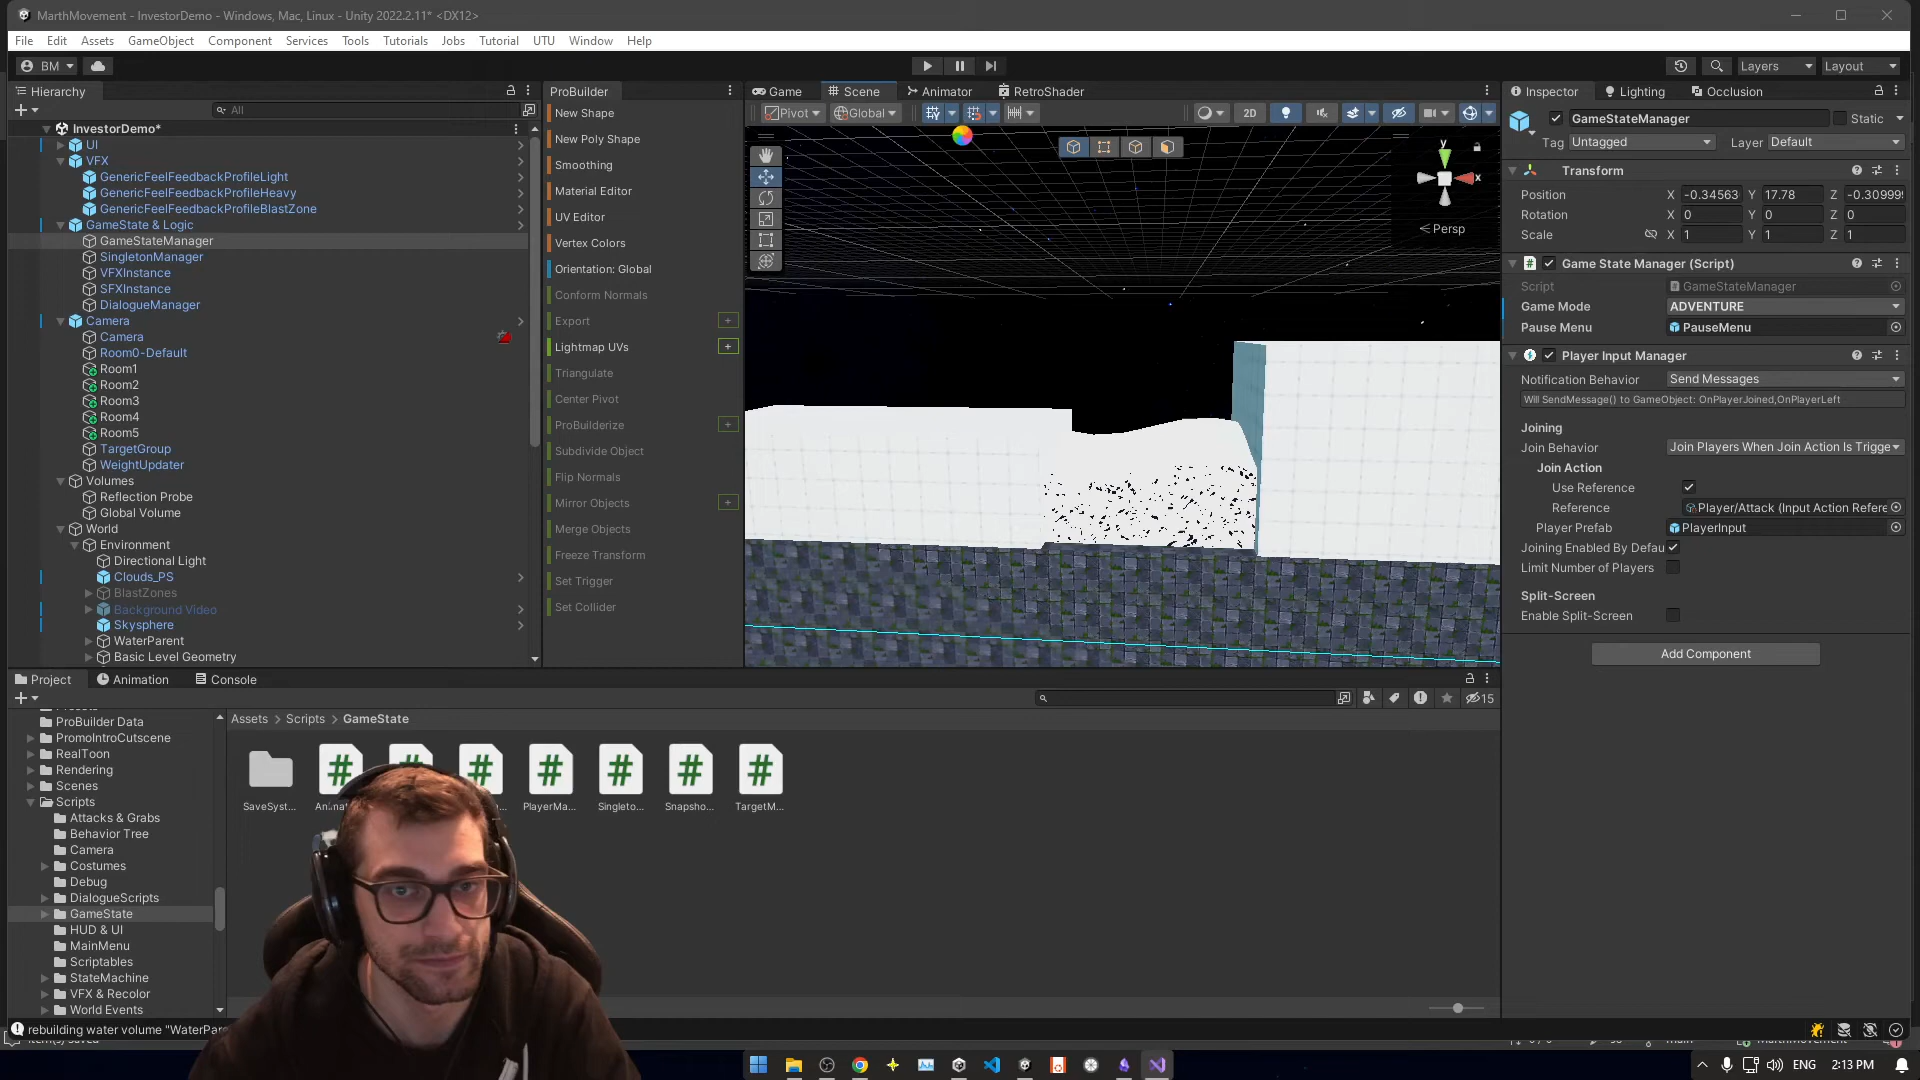 MarthMovement - InvestorDemo - Windows, Mac, Linux - Unity 2022.2.11* <DX12>
File Edit Assets GameObject Component Services Tools Tutorials Jobs Tutorial UTU Window Help
BM
Layers
Layout
Hierarchy
All
InvestorDemo*
UI
VFX
GenericFeelFeedbackProfileLight
GenericFeelFeedbackProfileHeavy
GenericFeelFeedbackProfileBlastZone
GameState & Logic
GameStateManager
SingletonManager
VFXInstance
SFXInstance
DialogueManager
Camera
Camera
Room0-Default
Room1
Room2
Room3
Room4
Room5
TargetGroup
WeightUpdater
Volumes
Reflection Probe
Global Volume
World
Environment
Directional Light
Clouds_PS
BlastZones
Background Video
Skysphere
WaterParent
Basic Level Geometry
ProBuilder
New Shape
New Poly Shape
Smoothing
Material Editor
UV Editor
Vertex Colors
Orientation: Global
Conform Normals
Export
Lightmap UVs
Triangulate
Center Pivot
ProBuilderize
Subdivide Object
Flip Normals
Mirror Objects
Merge Objects
Freeze Transform
Set Trigger
Set Collider
Game Scene Animator RetroShader
Pivot Global
2D
y
x
Persp
Inspector Lighting Occlusion
GameStateManager
Static
Tag Untagged Layer Default
Transform
Position X -0.34563 Y 17.78 Z -0.30999
Rotation X 0 Y 0 Z 0
Scale X 1 Y 1 Z 1
Game State Manager (Script)
Script GameStateManager
Game Mode ADVENTURE
Pause Menu PauseMenu
Player Input Manager
Notification Behavior Send Messages
Will SendMessage() to GameObject: OnPlayerJoined,OnPlayerLeft
Joining
Join Behavior Join Players When Join Action Is Trigge
Join Action
Use Reference
Reference Player/Attack (Input Action Refere
Player Prefab PlayerInput
Joining Enabled By Defau
Limit Number of Players
Split-Screen
Enable Split-Screen
Add Component
Project Animation Console
15
ProBuilder Data
PromoIntroCutscene
RealToon
Rendering
Scenes
Scripts
Attacks & Grabs
Behavior Tree
Camera
Costumes
Debug
DialogueScripts
GameState
HUD & UI
MainMenu
Scriptables
StateMachine
VFX & Recolor
World Events
Assets > Scripts > GameState
SaveSyst...
PlayerMa...
Singleto...
Snapsho...
TargetM...
rebuilding water volume "WaterPare
ENG 2:13 PM